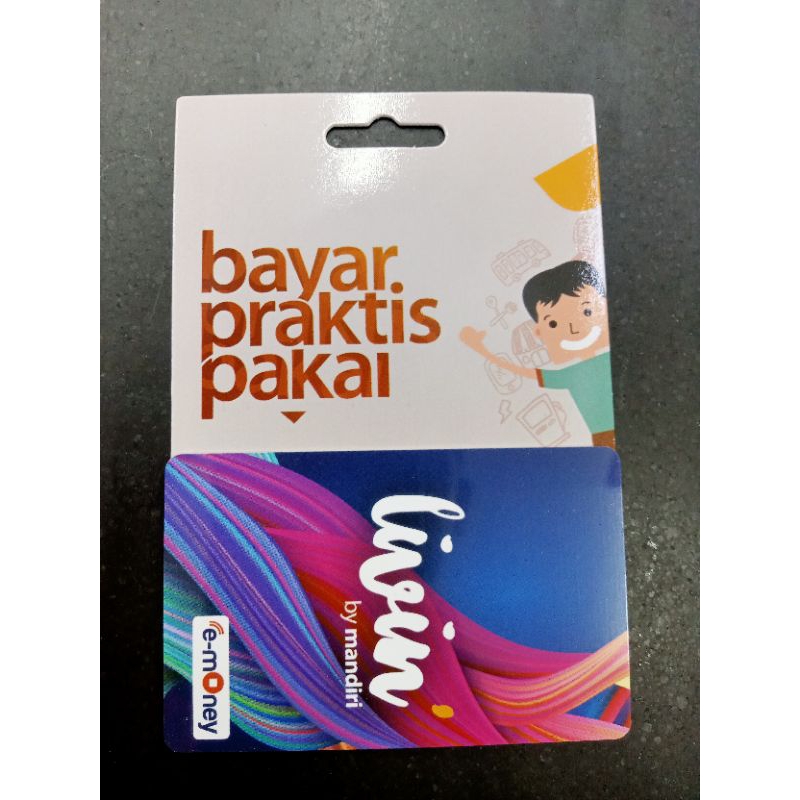 bayar
praktis
pakai
livin'
by mandiri
e-money